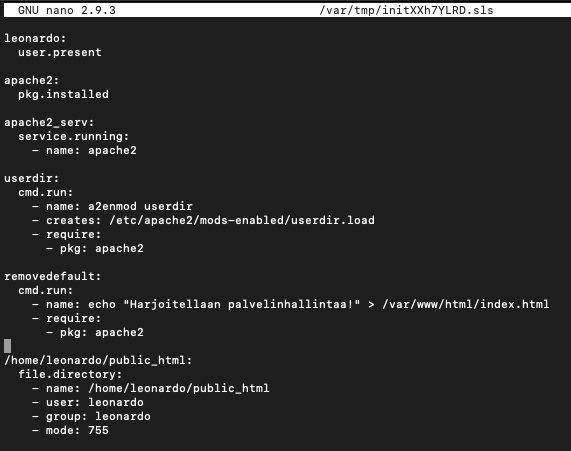 GNU nano 2.9.3 /var/tmp/initXXh7YLRD.sls
leonardo:
  user.present
apache2:
  pkg.installed
apache2_serv:
  service.running:
    - name: apache2
userdir:
  cmd.run:
    - name: a2enmod userdir
    - creates: /etc/apache2/mods-enabled/userdir.load
    - require:
      - pkg: apache2
removedefault:
  cmd.run:
    - name: echo "Harjoitellaan palvelinhallintaa!" > /var/www/html/index.html
    - require:
      - pkg: apache2
/home/leonardo/public_html:
  file.directory:
    - name: /home/leonardo/public_html
    - user: leonardo
    - group: leonardo
    - mode: 755